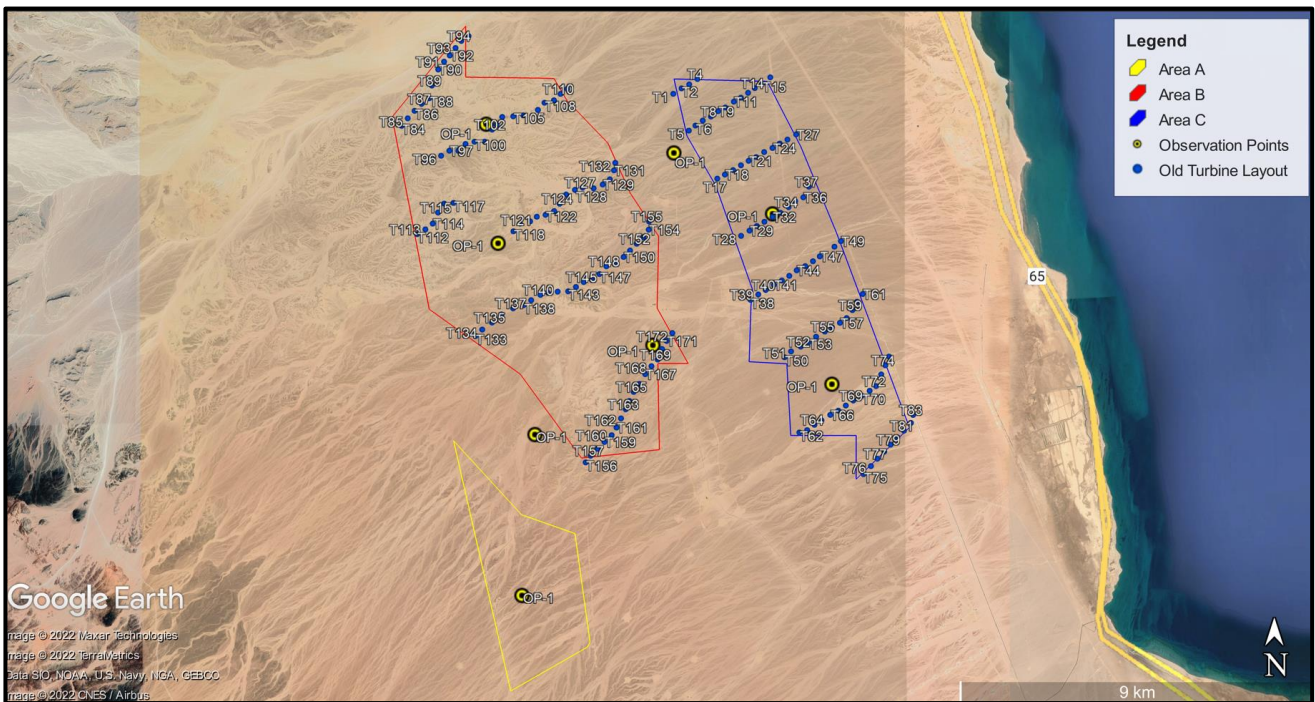 Legend
Area A
Area B
Area C
Observation Points
Old Turbine Layout
T94
T93
T92
T91
T90
T89
T87
T88
T86
T85
T84
T110
T108
T105
T102
OP-1
T100
T97
T96
T4
T2
T1
T14
T15
T11
T8
T9
T5
T6
OP-1
T27
T24
T21
T18
T17
T132
T131
T129
T127
T128
T124
T122
T121
T118
T115
T117
T114
T113
T112
OP-1
T37
T36
T34
OP-1
T32
T29
T28
T155
T154
T152
T150
T148
T147
T145
T143
T140
T138
T137
T135
T134
T133
T49
T47
T44
T40
T41
T39
T38
65
T61
T59
T57
T55
T52
T53
T51
T50
T172
T171
OP-1
T169
T168
T167
T165
T163
T162
T161
T160
T159
T157
T156
OP-1
T74
T72
T70
OP-1
T69
T66
T64
T62
T83
T81
T79
T77
T76
T75
OP-1
Google Earth
mage © 2022 Maxar Technologies
mage © 2022 TerraMetrics
Data SIO, NOAA, U.S. Navy, NGA, GEBCO
mage © 2022 CNES / Airbus
N
9 km